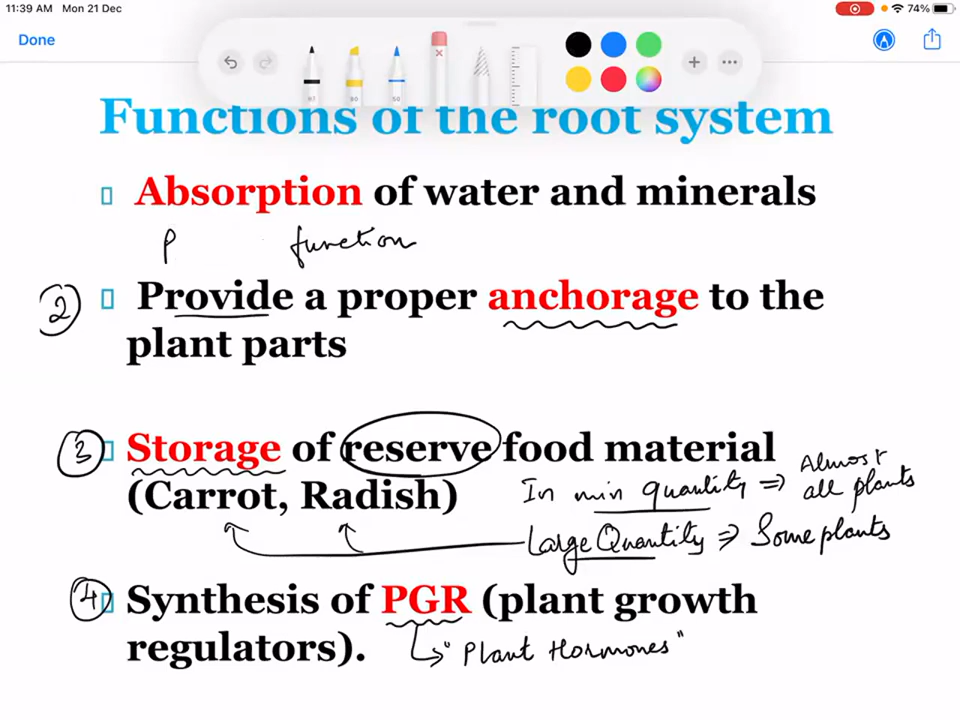 11:39 AM Mon 21 Dec
74%
Done
Functions of the root system
Absorption of water and minerals
P function
2 Provide a proper anchorage to the
plant parts
3 Storage of reserve food material
(Carrot, Radish)
In min quantity ⇒ Almost all plants
Large Quantity ⇒ Some plants
4 Synthesis of PGR (plant growth
regulators).
"Plant Hormones"